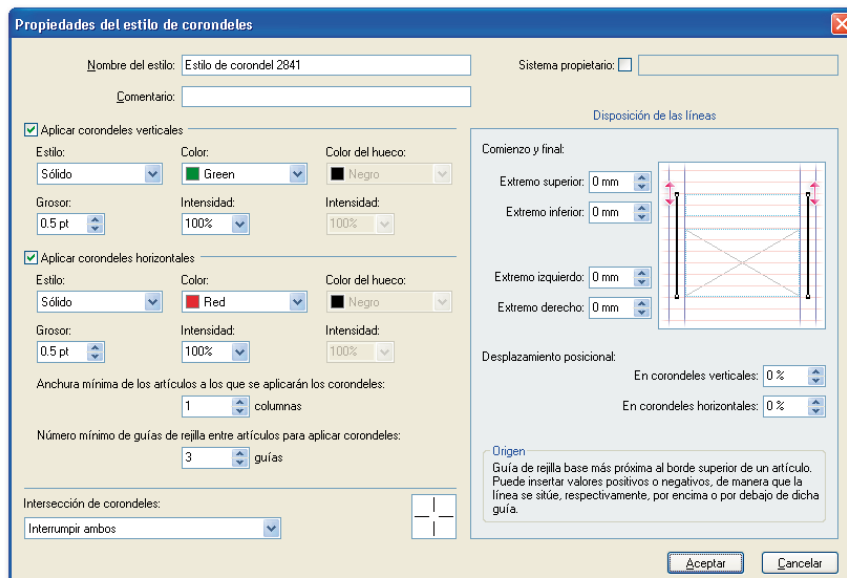 Propiedades del estilo de corondeles
Nombre del estilo: Estilo de corondel 2841
Sistema propietario:
Comentario:
Aplicar corondeles verticales
Estilo: Color: Color del hueco:
Sólido Green Negro
Grosor: Intensidad: Intensidad:
0.5 pt 100% 100%
Aplicar corondeles horizontales
Estilo: Color: Color del hueco:
Sólido Red Negro
Grosor: Intensidad: Intensidad:
0.5 pt 100% 100%
Anchura mínima de los artículos a los que se aplicarán los corondeles:
1 columnas
Número mínimo de guías de rejilla entre artículos para aplicar corondeles:
3 guías
Intersección de corondeles:
Interrumpir ambos
Disposición de las líneas
Comienzo y final:
Extremo superior: 0 mm
Extremo inferior: 0 mm
Extremo izquierdo: 0 mm
Extremo derecho: 0 mm
Desplazamiento posicional:
En corondeles verticales: 0 %
En corondeles horizontales: 0 %
Origen
Guía de rejilla base más próxima al borde superior de un artículo.
Puede insertar valores positivos o negativos, de manera que la
línea se sitúe, respectivamente, por encima o por debajo de dicha
guía.
Aceptar Cancelar